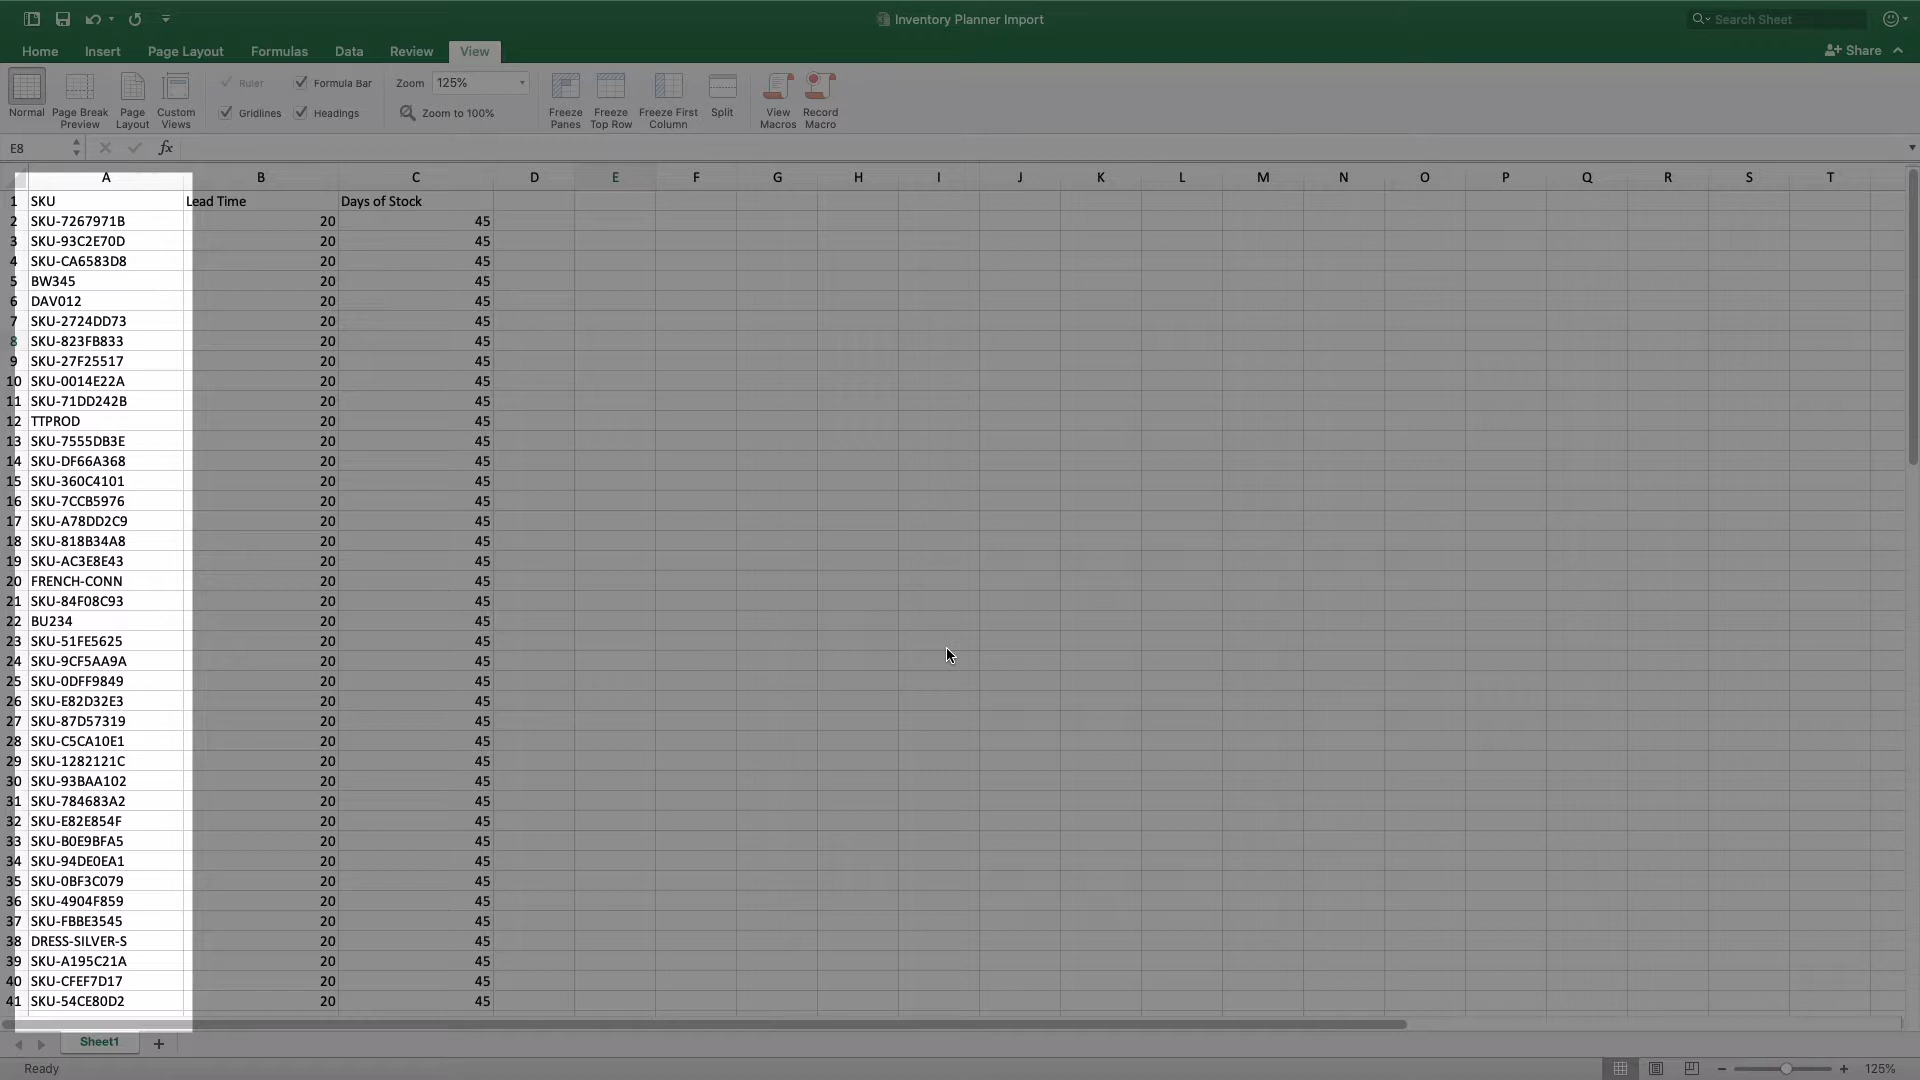 Inventory Planner Import
Search Sheet
Home Insert Page Layout Formulas Data Review View
Share
Normal
Page Break Preview
Page Layout
Custom Views
Ruler
Gridlines
Formula Bar
Headings
Zoom 125%
Zoom to 100%
Freeze Panes
Freeze Top Row
Freeze First Column
Split
View Macros
Record Macro
E8 fx
A B C D E F G H I J K L M N O P Q R S T
1 SKU Lead Time Days of Stock
2 SKU-7267971B 20 45
3 SKU-93C2E70D 20 45
4 SKU-CA6583D8 20 45
5 BW345 20 45
6 DAV012 20 45
7 SKU-2724DD73 20 45
8 SKU-823FB833 20 45
9 SKU-27F25517 20 45
10 SKU-0014E22A 20 45
11 SKU-71DD242B 20 45
12 TTPROD 20 45
13 SKU-7555DB3E 20 45
14 SKU-DF66A368 20 45
15 SKU-360C4101 20 45
16 SKU-7CCB5976 20 45
17 SKU-A78DD2C9 20 45
18 SKU-818B34A8 20 45
19 SKU-AC3E8E43 20 45
20 FRENCH-CONN 20 45
21 SKU-84F08C93 20 45
22 BU234 20 45
23 SKU-51FE5625 20 45
24 SKU-9CF5AA9A 20 45
25 SKU-0DFF9849 20 45
26 SKU-E82D32E3 20 45
27 SKU-87D57319 20 45
28 SKU-C5CA10E1 20 45
29 SKU-1282121C 20 45
30 SKU-93BAA102 20 45
31 SKU-784683A2 20 45
32 SKU-E82E854F 20 45
33 SKU-B0E9BFA5 20 45
34 SKU-94DE0EA1 20 45
35 SKU-0BF3C079 20 45
36 SKU-4904F859 20 45
37 SKU-FBBE3545 20 45
38 DRESS-SILVER-S 20 45
39 SKU-A195C21A 20 45
40 SKU-CFEF7D17 20 45
41 SKU-54CE80D2 20 45
Sheet1
Ready
125%